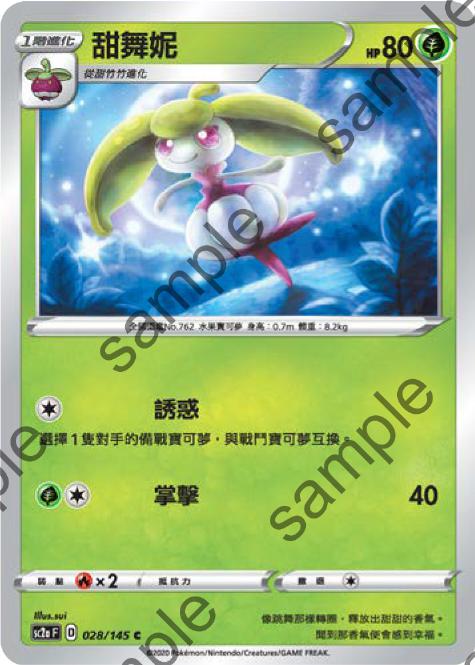 1階進化 甜舞妮 HP 80
從甜竹竹進化
全國圖鑑No.762 水果寶可夢 身高：0.7m 體重：8.2kg
誘惑
選擇1隻對手的備戰寶可夢，與戰鬥寶可夢互換。
掌擊 40
弱點 ×2 抵抗力 撤退
Illus.sui
sc2a F D 028/145 C
像跳舞那樣轉圈，釋放出甜甜的香氣。
聞到那香氣便會感到幸福。
©2020 Pokémon/Nintendo/Creatures/GAME FREAK.
sample
sample
sample
sample
sample